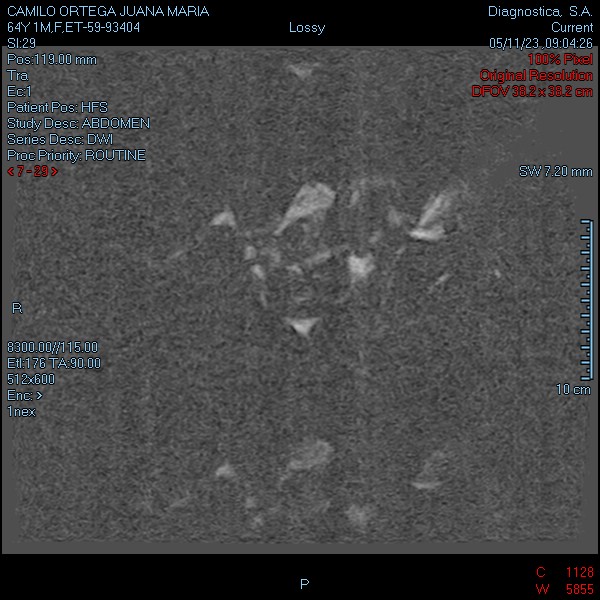 CAMILO ORTEGA JUANA MARIA
64Y 1M,F,ET-59-93404
SI:29
Pos:119.00 mm
Tra
Ec:1
Patient Pos: HFS
Study Desc: ABDOMEN
Series Desc: DWI
Proc Priority: ROUTINE
< 7 - 29 >
Lossy
Diagnostica, S.A.
Current
05/11/23 ,09:04:26
100% Pixel
Original Resolution
DFOV 38.2 x 38.2 cm
SW 7.20 mm
R
8300.00//115.00
Etl:176 TA:90.00
512x600
Enc: >
1nex
10 cm
P
C 1128
W 5855